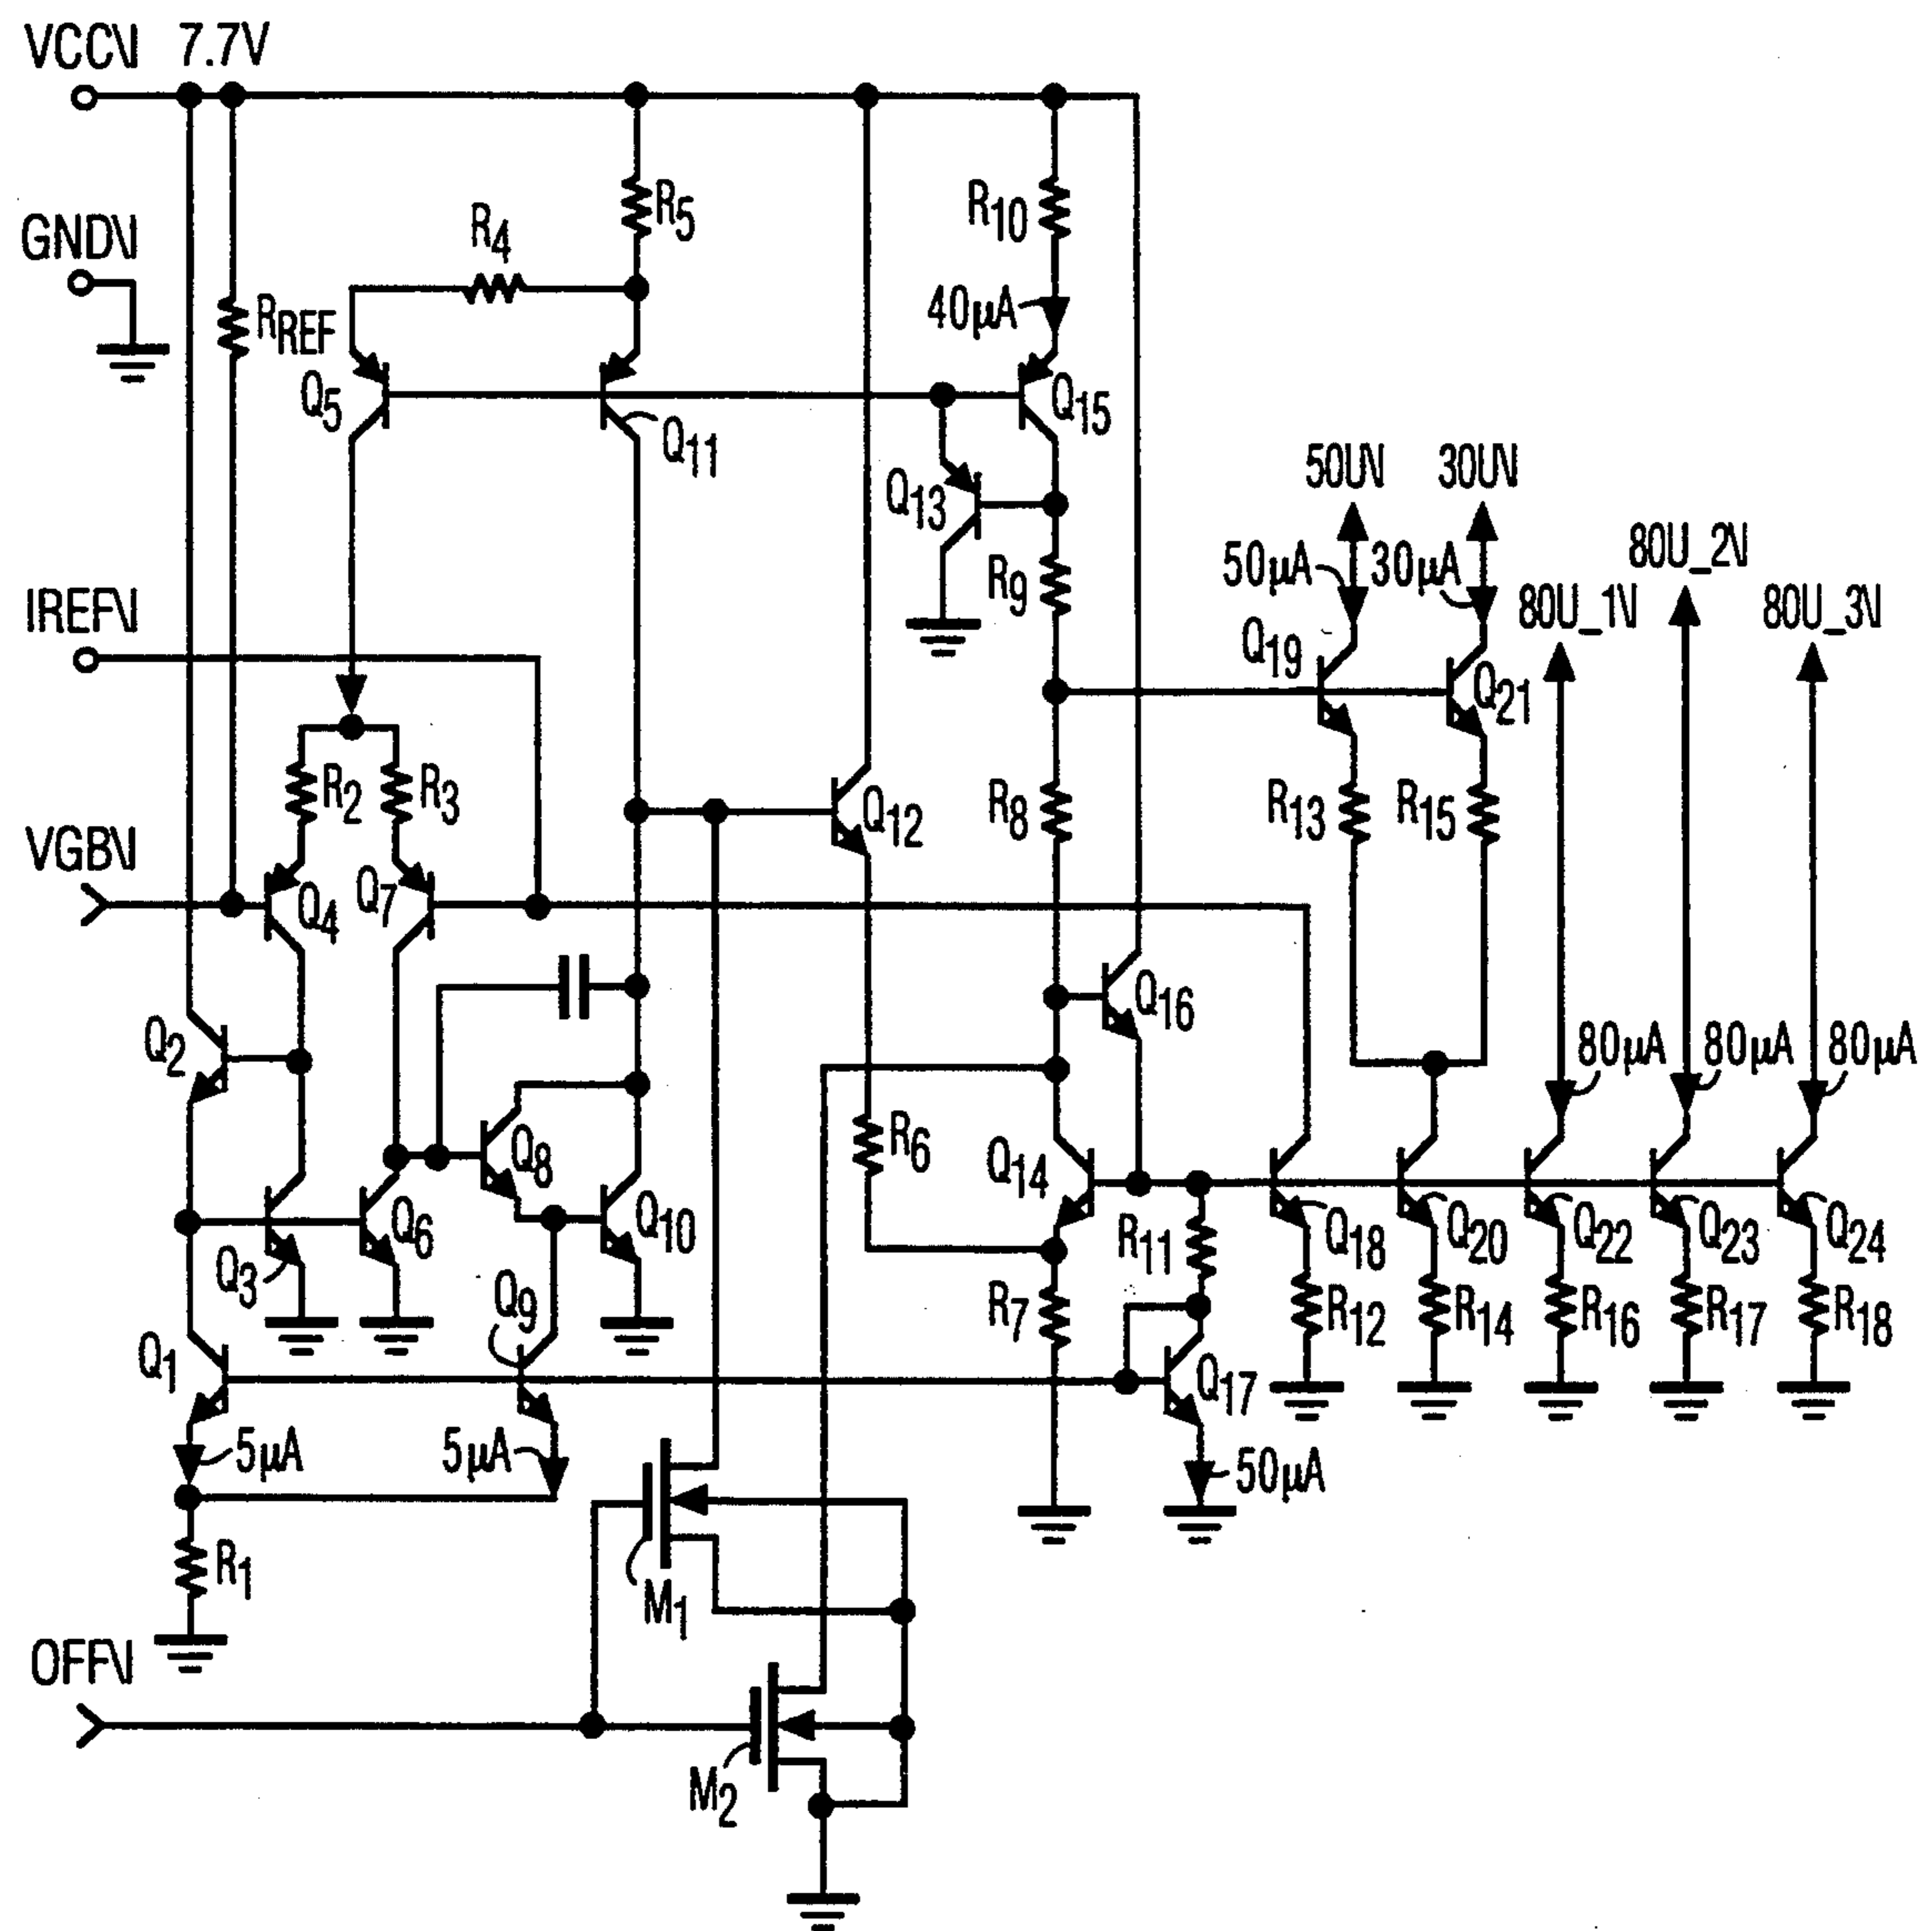 VCC\/ 7.7V
R5
R10
R4
GND\/
40µA
RREF
Q5
Q15
Q11
50U\/ 30U\/
Q13
80U_2\/
50µA 30µA
R9
IREF\/
80U_1\/ 80U_3\/
Q19
Q21
R2 R3
R8
R13 R15
Q12
VGB\/
Q4 Q7
Q16
Q2
80µA 80µA 80µA
R6
Q8
Q14
Q6 Q10
R11
Q18 Q20 Q22 Q23 Q24
Q3
Q9
R7
R12 R14 R16 R17 R18
Q1
Q17
5µA 5µA
50µA
R1
M1
OFF\/
M2